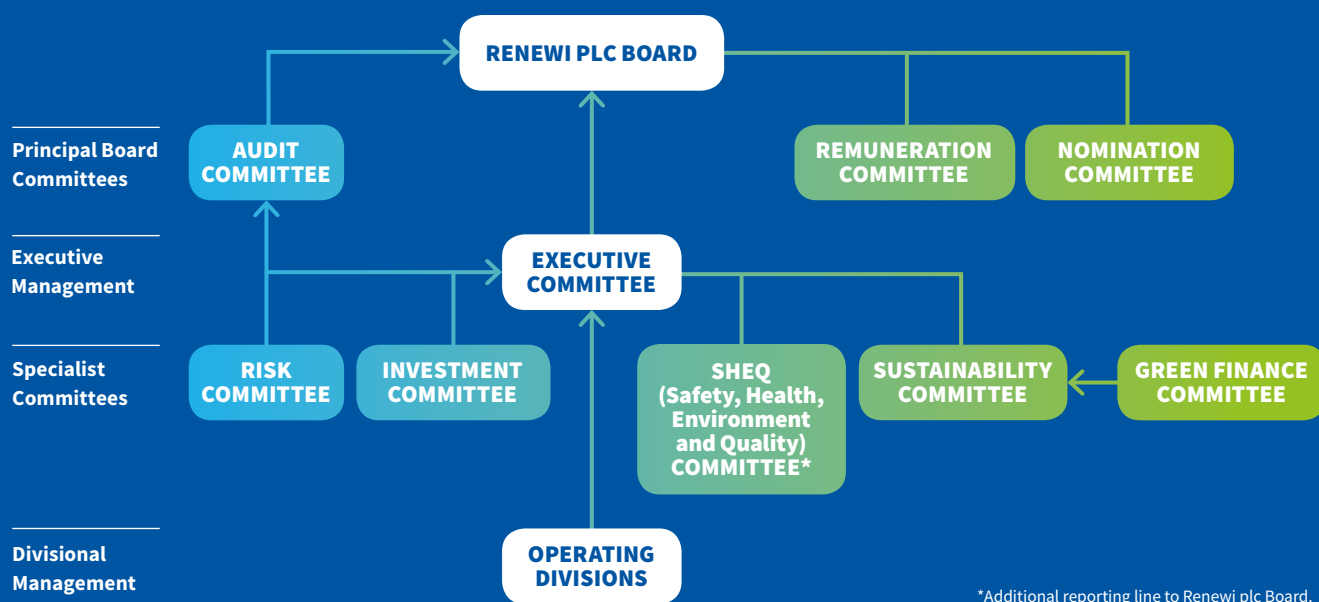 RENEWI PLC BOARD
Principal Board
Committees
AUDIT
COMMITTEE
REMUNERATION
COMMITTEE
NOMINATION
COMMITTEE
Executive
Management
EXECUTIVE
COMMITTEE
Specialist
Committees
RISK
COMMITTEE
INVESTMENT
COMMITTEE
SHEQ
(Safety, Health,
Environment
and Quality)
COMMITTEE*
SUSTAINABILITY
COMMITTEE
GREEN FINANCE
COMMITTEE
Divisional
Management
OPERATING
DIVISIONS
*Additional reporting line to Renewi plc Board.